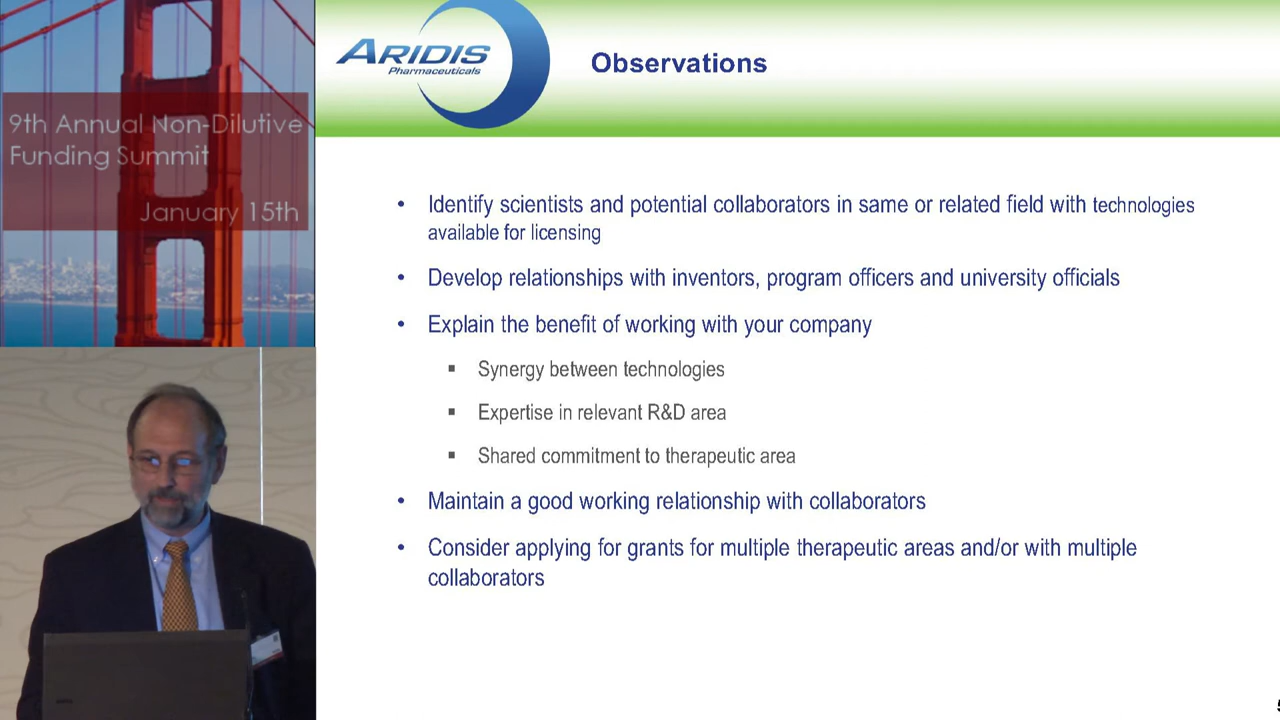 9th Annual Non-Dilutive
Funding Summit
January 15th
ARIDIS
Pharmaceuticals
Observations
• Identify scientists and potential collaborators in same or related field with technologies
available for licensing
• Develop relationships with inventors, program officers and university officials
• Explain the benefit of working with your company
▪ Synergy between technologies
▪ Expertise in relevant R&D area
▪ Shared commitment to therapeutic area
• Maintain a good working relationship with collaborators
• Consider applying for grants for multiple therapeutic areas and/or with multiple
collaborators